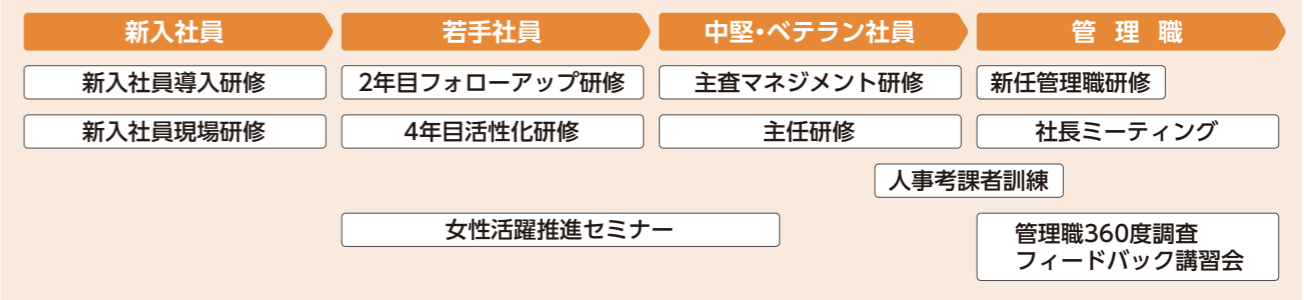 新入社員
若手社員
中堅・ベテラン社員
管理職
新入社員導入研修
2年目フォローアップ研修
主査マネジメント研修
新任管理職研修
新入社員現場研修
4年目活性化研修
主任研修
社長ミーティング
人事考課者訓練
女性活躍推進セミナー
管理職360度調査
フィードバック講習会